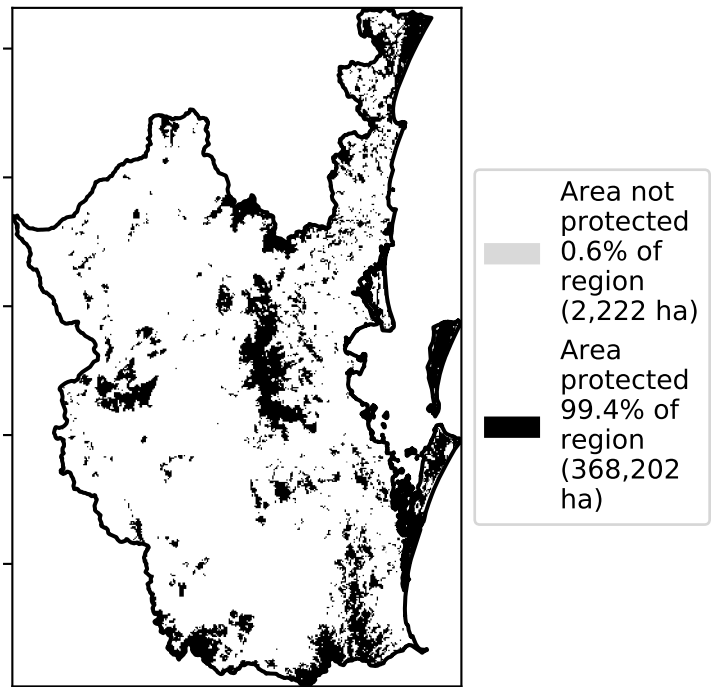 Area not
protected
0.6% of
region
(2,222 ha)
Area
protected
99.4% of
region
(368,202
ha)